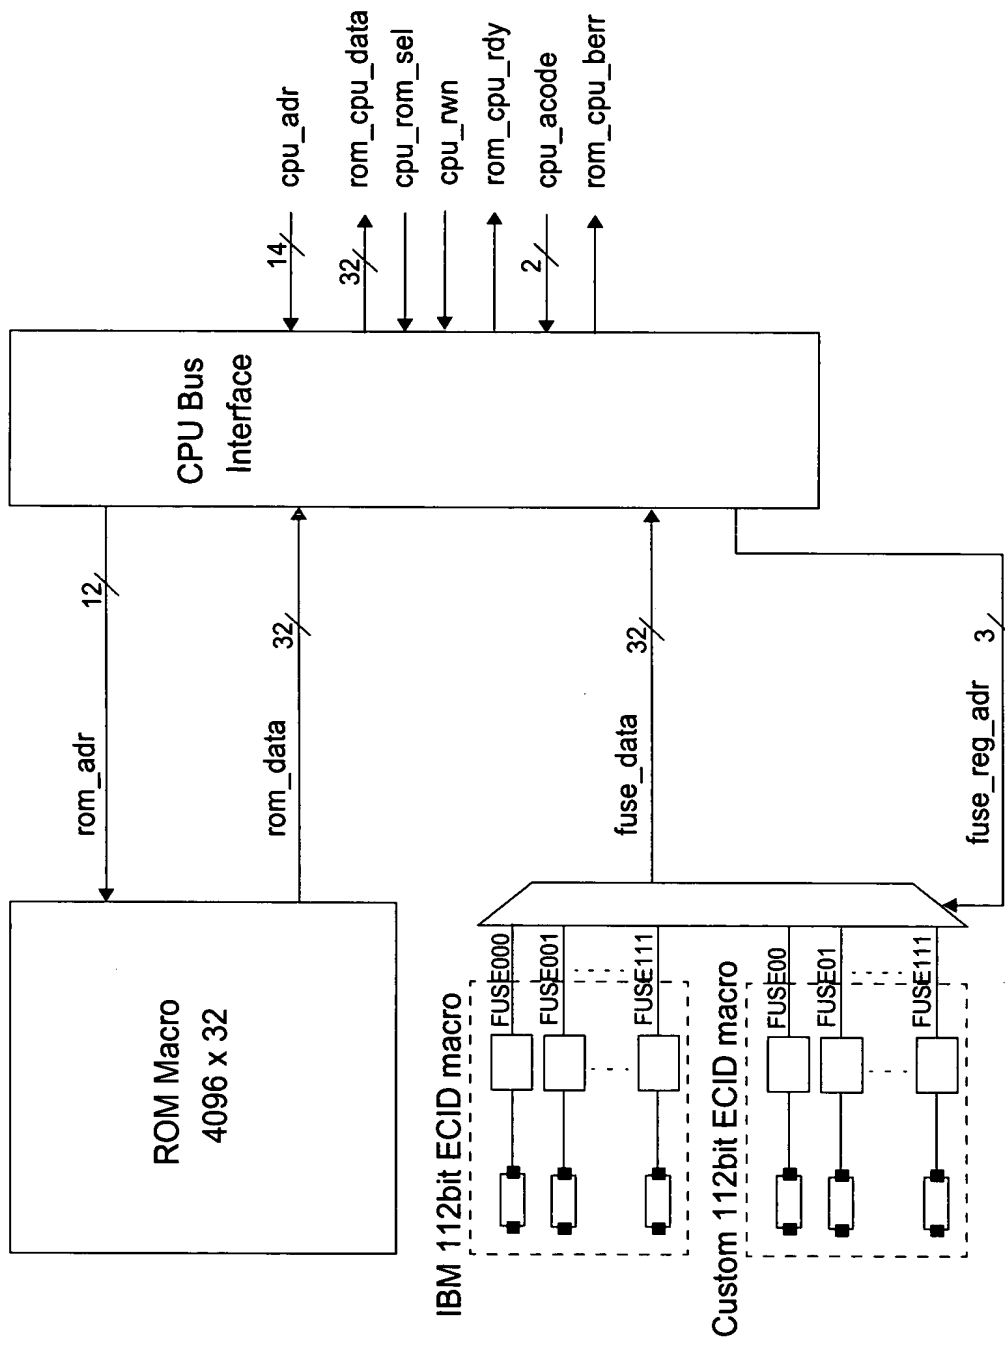 ROM Macro
4096 x 32
rom_adr
12
rom_data
32
CPU Bus
Interface
14
cpu_adr
32
rom_cpu_data
cpu_rom_sel
cpu_rwn
rom_cpu_rdy
2
cpu_acode
rom_cpu_berr
IBM 112bit ECID macro
FUSE000
FUSE001
FUSE111
fuse_data
32
Custom 112bit ECID macro
FUSE00
FUSE01
FUSE111
fuse_reg_adr
3